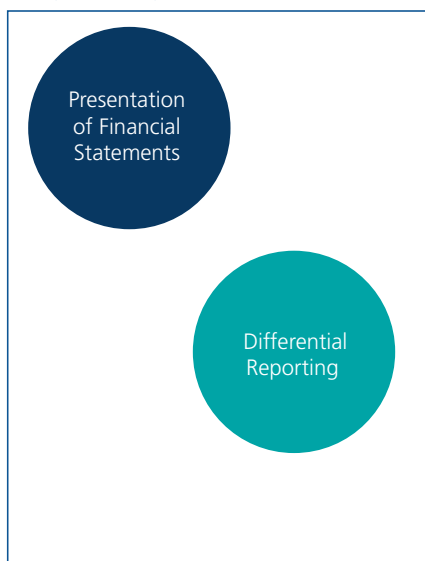 Presentation
of Financial
Statements
Differential
Reporting